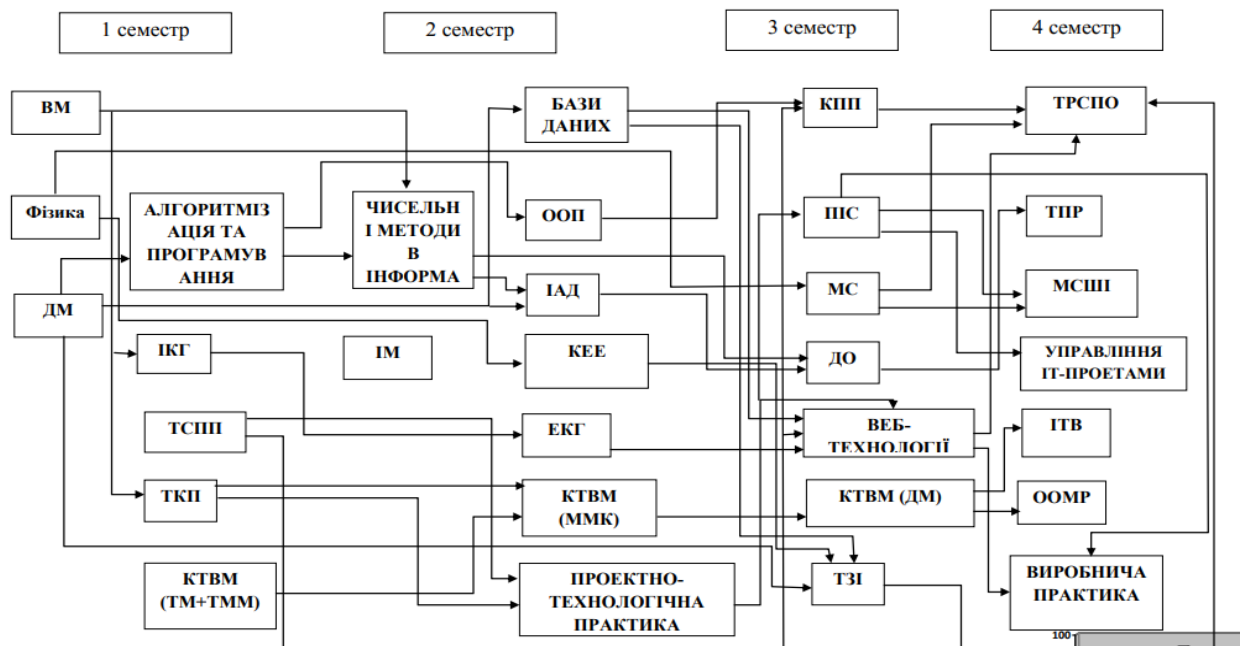 1 семестр
2 семестр
3 семестр
4 семестр
ВМ
Фізика
ДМ
АЛГОРИТМІЗ
АЦІЯ ТА
ПРОГРАМУВ
АННЯ
ІКГ
ТСПП
ТКП
КТВМ
(ТМ+ТММ)
ЧИСЕЛЬН
І МЕТОДИ
В
ІНФОРМА
ІМ
БАЗИ
ДАНИХ
ООП
ІАД
КЕЕ
ЕКГ
КТВМ
(ММК)
ПРОЕКТНО-
ТЕХНОЛОГІЧНА
ПРАКТИКА
КПП
ПІС
МС
ДО
ВЕБ-
ТЕХНОЛОГІЇ
КТВМ (ДМ)
ТЗІ
ТРСПО
ТПР
МСШІ
УПРАВЛІННЯ
ІТ-ПРОЕТАМИ
ІТВ
ООМР
ВИРОБНИЧА
ПРАКТИКА
100